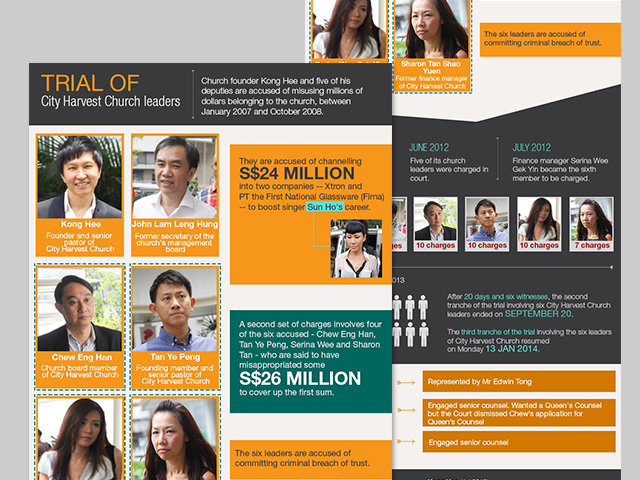 TRIAL OF
City Harvest Church leaders
Church founder Kong Hee and five of his
deputies are accused of misusing millions of
dollars belonging to the church, between
January 2007 and October 2008.
Kong Hee
Founder and senior
pastor of
City Harvest Church
John Lam Leng Hung
Former secretary of the
church's management
board
Chew Eng Han
Church board member
of City Harvest Church
Tan Ye Peng
Founding member and
senior pastor of
City Harvest Church
They are accused of channelling
S$24 MILLION
into two companies -- Xtron and
PT the First National Glassware (Firna)
-- to boost singer Sun Ho's career.
A second set of charges involves four
of the six accused - Chew Eng Han,
Tan Ye Peng, Serina Wee and Sharon
Tan - who are said to have
misappropriated some
S$26 MILLION
to cover up the first sum.
The six leaders are accused of
committing criminal breach of trust.
Sharon Tan Shao
Yuen
Former finance manager
of City Harvest Church
The six leaders are accused of
committing criminal breach of trust.
JUNE 2012
Five of its church
leaders were charged in
court.
JULY 2012
Finance manager Serina Wee
Gek Yin became the sixth
member to be charged.
10 charges
10 charges
10 charges
7 charges
2013
After 20 days and six witnesses, the second
tranche of the trial involving six City Harvest Church
leaders ended on SEPTEMBER 20.
The third tranche of the trial involving the six leaders
of City Harvest Church resumed
on Monday 13 JAN 2014.
Represented by Mr Edwin Tong
Engaged senior counsel. Wanted a Queen's Counsel
but the Court dismissed Chew's application for
Queen's Counsel
Engaged senior counsel